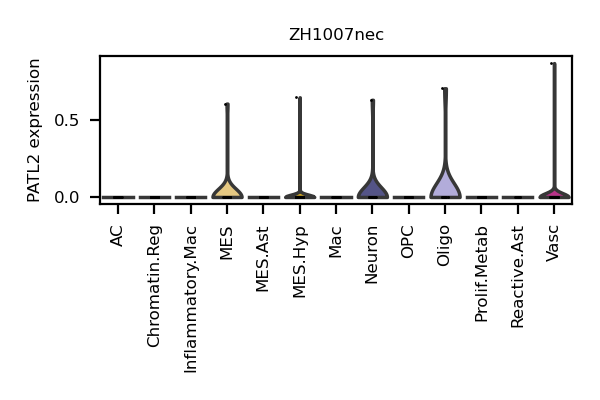 ZH1007nec
PATL2 expression
0.5
0.0
AC
Chromatin.Reg
Inflammatory.Mac
MES
MES.Ast
MES.Hyp
Mac
Neuron
OPC
Oligo
Prolif.Metab
Reactive.Ast
Vasc